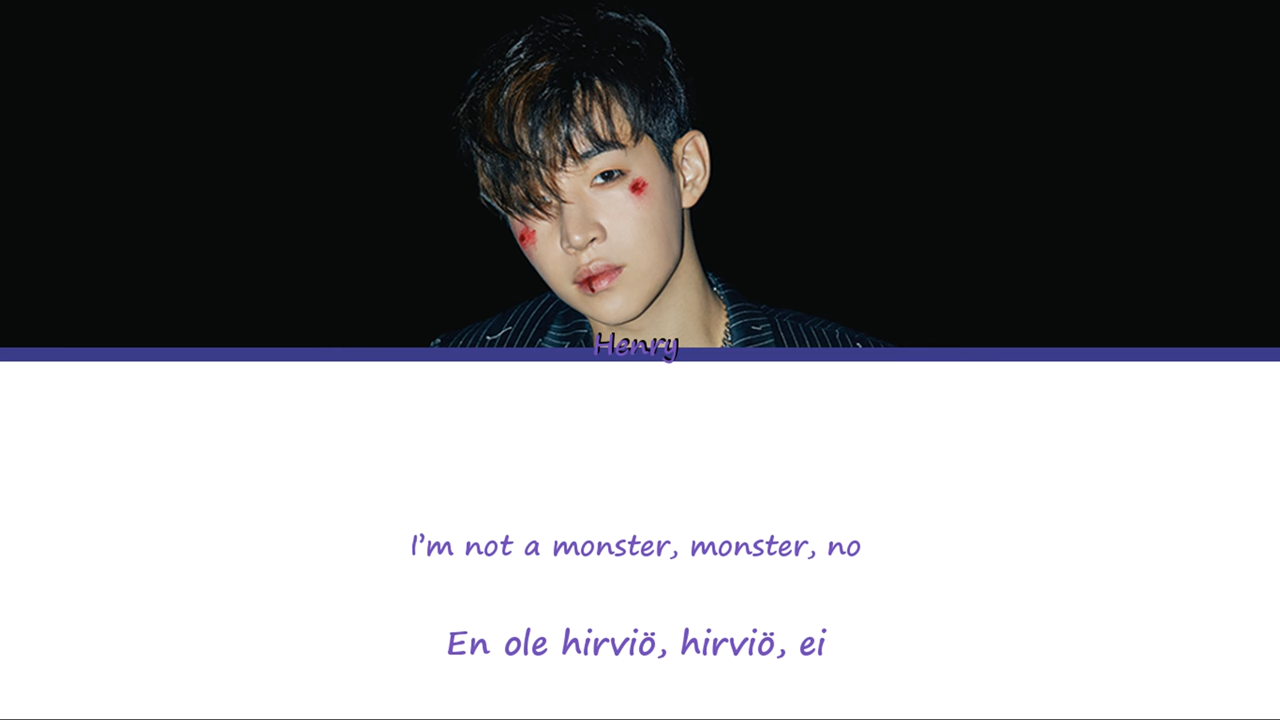 Henry
I'm not a monster, monster, no
En ole hirviö, hirviö, ei